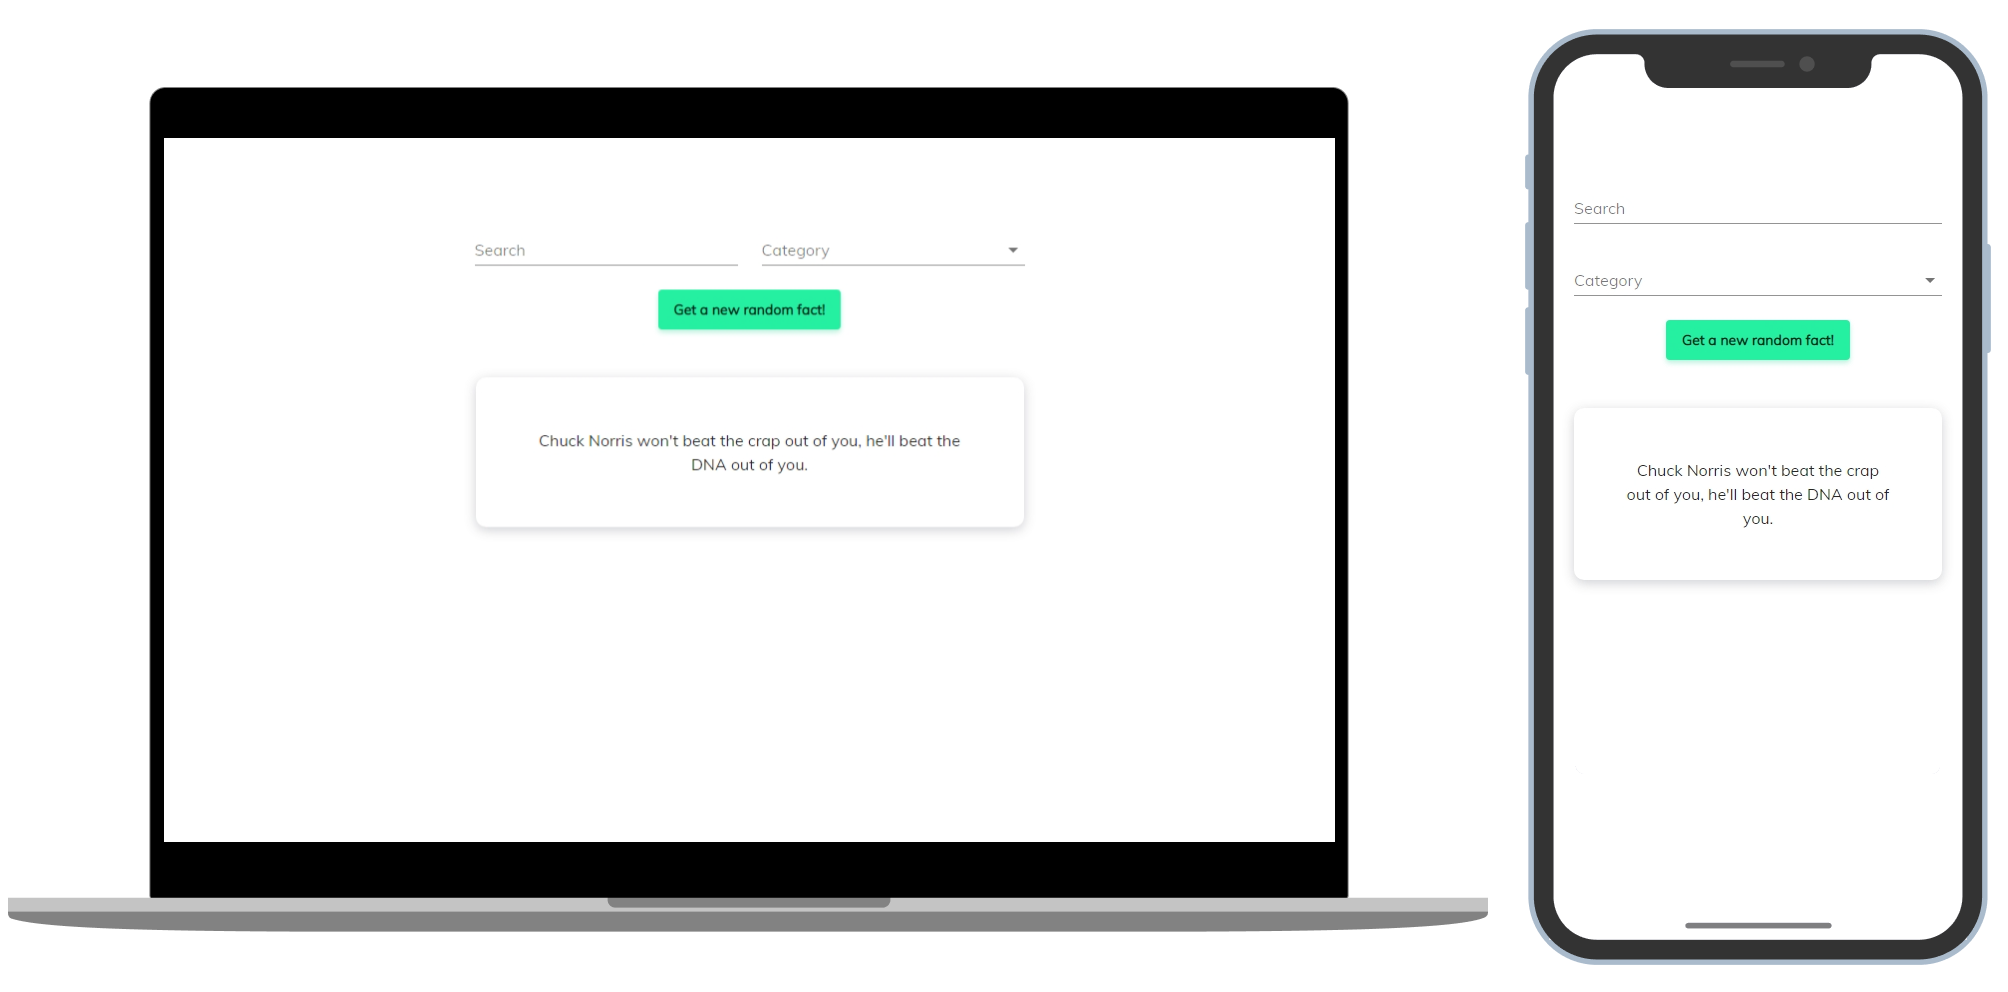 Search
Category
Get a new random fact!
Chuck Norris won't beat the crap out of you, he'll beat the
DNA out of you.
Search
Category
Get a new random fact!
Chuck Norris won't beat the crap
out of you, he'll beat the DNA out of
you.